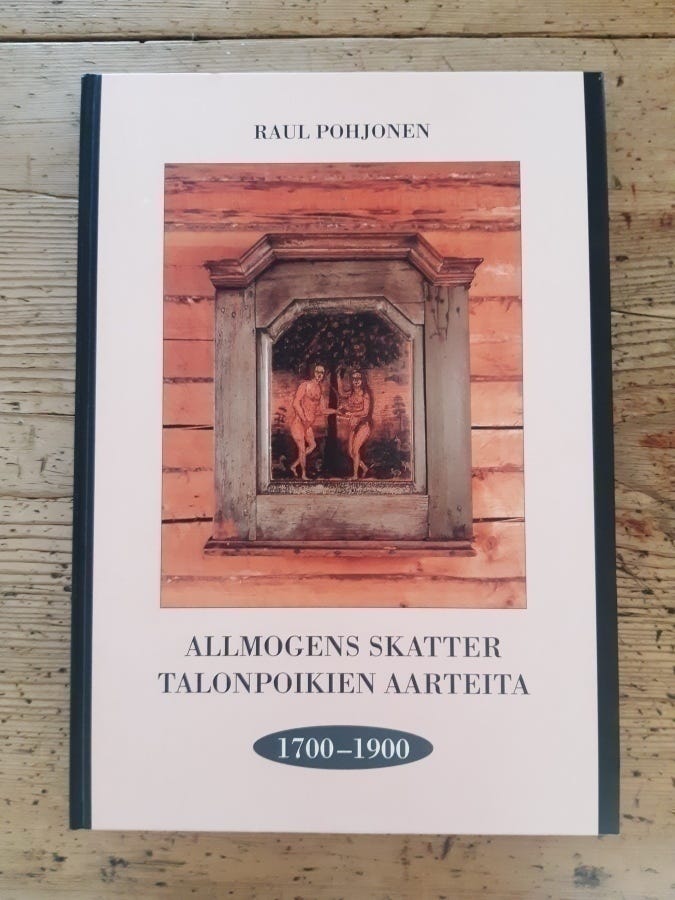 RAUL POHJONEN
ALLMOGENS SKATTER
TALONPOIKIEN AARTEITA
1700–1900